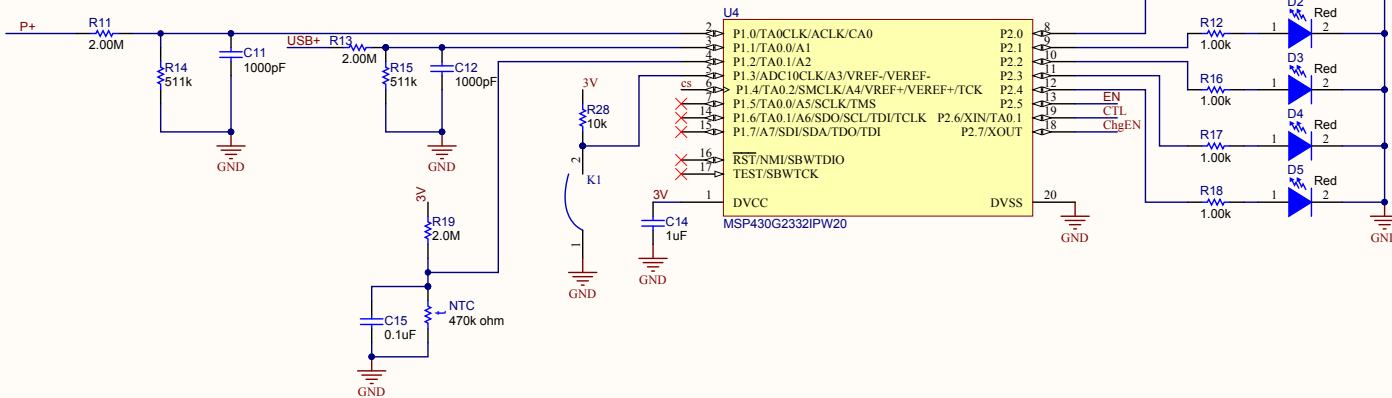 U4
D2
P+
R11
2.00M
USB+
R13
2.00M
C11
1000pF
R14
511k
R15
511k
C12
1000pF
GND
GND
3V
R28
10k
K1
2
1
GND
3V
R19
2.0M
NTC
470k ohm
t
C15
0.1uF
GND
3V
C14
1uF
GND
cs
2 P1.0/TA0CLK/ACLK/CA0
3 P1.1/TA0.0/A1
4 P1.2/TA0.1/A2
5 P1.3/ADC10CLK/A3/VREF-/VEREF-
6 P1.4/TA0.2/SMCLK/A4/VREF+/VEREF+/TCK
7 P1.5/TA0.0/A5/SCLK/TMS
14 P1.6/TA0.1/A6/SDO/SCL/TDI/TCLK
15 P1.7/A7/SDI/SDA/TDO/TDI
16 RST/NMI/SBWTDIO
17 TEST/SBWTCK
1 DVCC
P2.0 8
P2.1 9
P2.2 10
P2.3 11
P2.4 12
P2.5 13 EN
P2.6/XIN/TA0.1 19 CTL
P2.7/XOUT 18 ChgEN
DVSS 20
MSP430G2332IPW20
GND
R12
1.00k
1 2
Red
D3
R16
1.00k
1 2
Red
D4
R17
1.00k
1 2
Red
D5
R18
1.00k
1 2
Red
GND